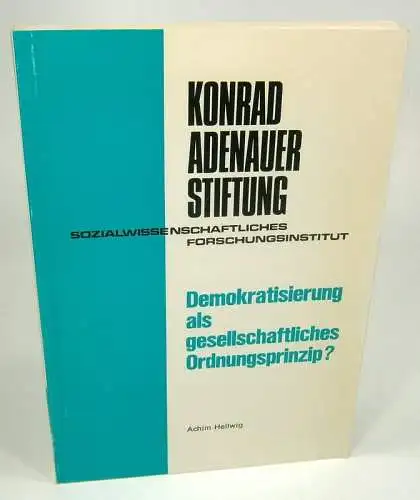 KONRAD
ADENAUER
STIFTUNG
SOZIALWISSENSCHAFTLICHES
FORSCHUNGSINSTITUT
Demokratisierung
als
gesellschaftliches
Ordnungsprinzip?
Achim Hellwig